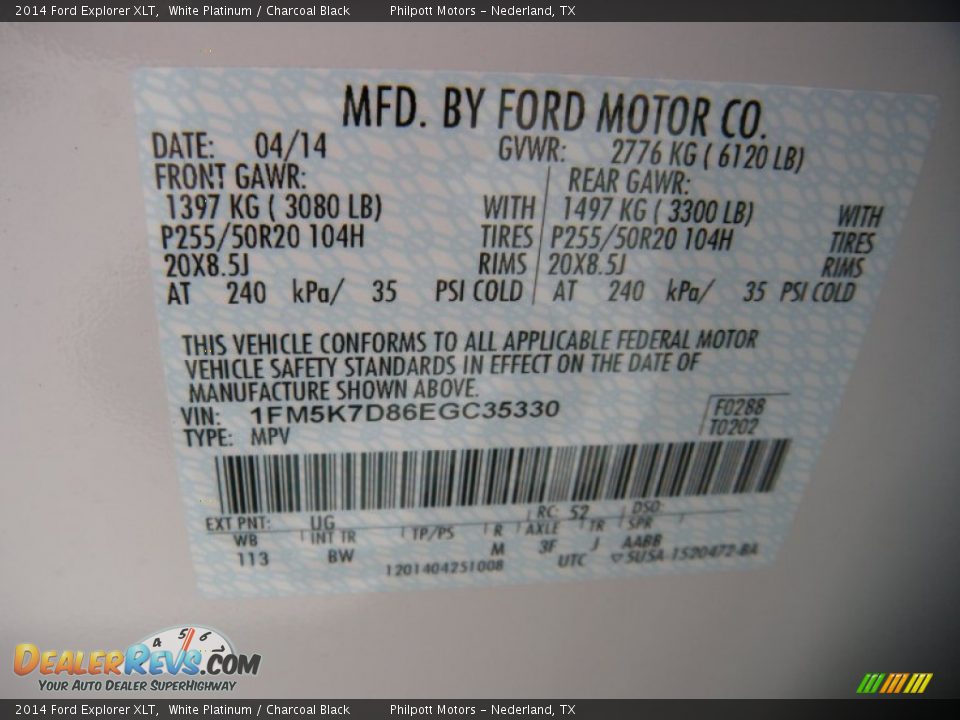 2014 Ford Explorer XLT, White Platinum / Charcoal Black Philpott Motors - Nederland, TX
MFD. BY FORD MOTOR CO.
DATE: 04/14 GVWR: 2776 KG ( 6120 LB)
FRONT GAWR: REAR GAWR:
1397 KG ( 3080 LB) WITH 1497 KG ( 3300 LB) WITH
P255/50R20 104H TIRES P255/50R20 104H TIRES
20X8.5J RIMS 20X8.5J RIMS
AT 240 kPa/ 35 PSI COLD AT 240 kPa/ 35 PSI COLD
THIS VEHICLE CONFORMS TO ALL APPLICABLE FEDERAL MOTOR
VEHICLE SAFETY STANDARDS IN EFFECT ON THE DATE OF
MANUFACTURE SHOWN ABOVE.
VIN: 1FM5K7D86EGC35330 F0288
TYPE: MPV T0202
EXT PNT: UG RC: 52 DSO:
WB INT TR TP/PS R AXLE TR SPR
113 BW M 3F J AABB
1201404251008 UTC ▽5U5A-1520472-BA
4 5 6 7
DEALERREVS.COM
YOUR AUTO DEALER SUPERHIGHWAY
2014 Ford Explorer XLT, White Platinum / Charcoal Black Philpott Motors - Nederland, TX